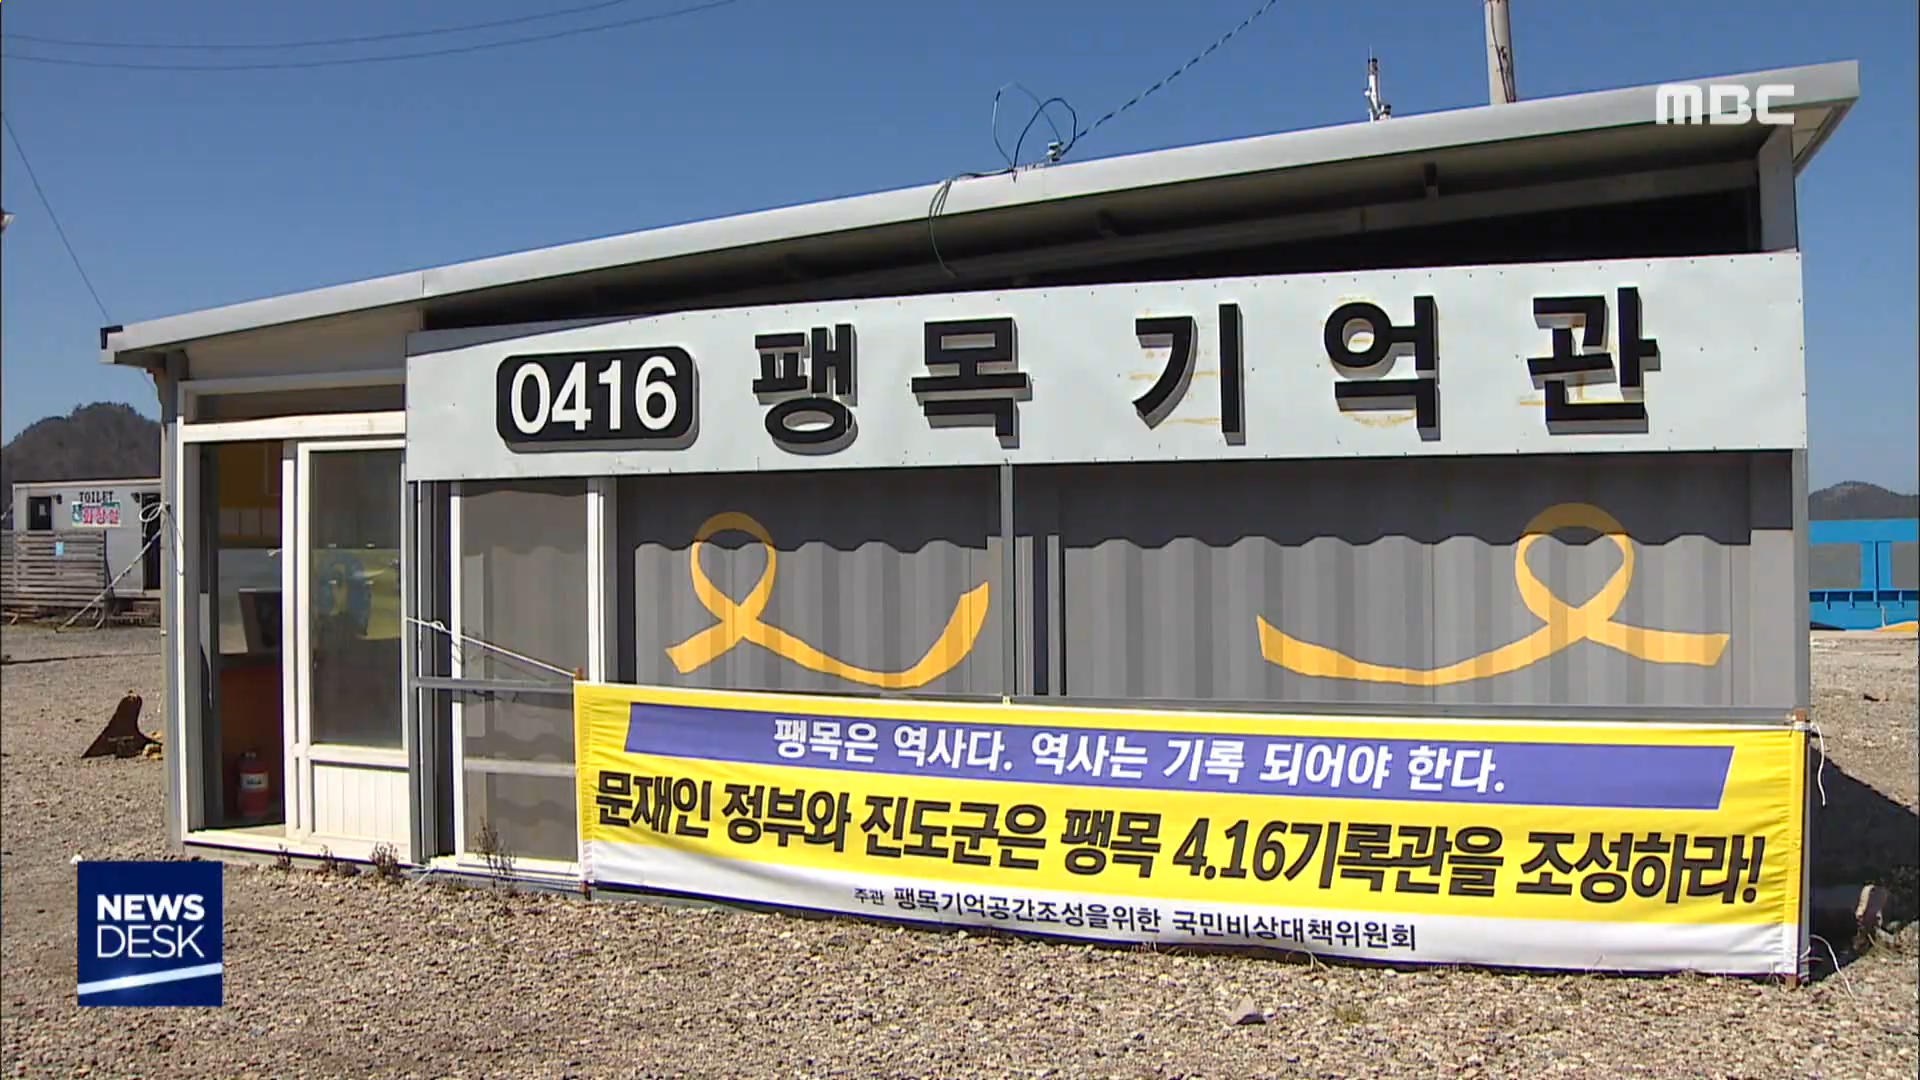 MBC
0416 팽목 기억관
TOILET
화장실
팽목은 역사다. 역사는 기록 되어야 한다.
문재인 정부와 진도군은 팽목 4.16기록관을 조성하라!
주관 팽목기억공간조성을위한 국민비상대책위원회
NEWS
DESK